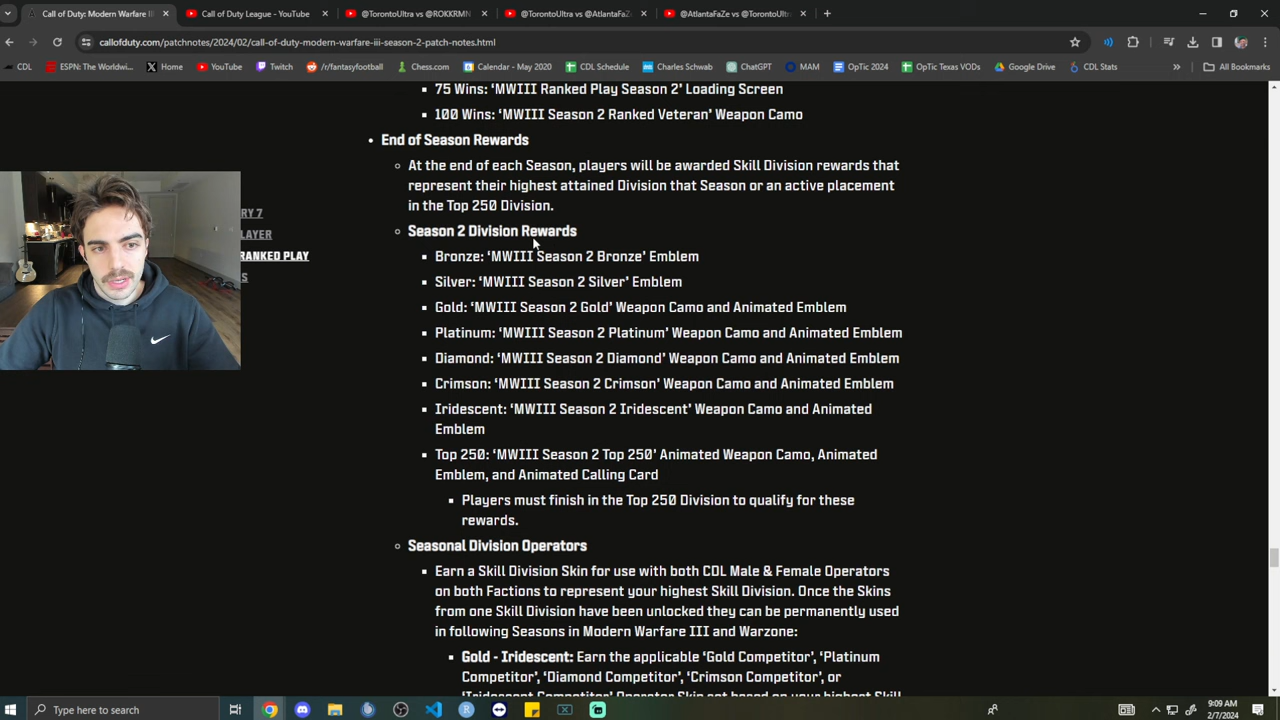 Call of Duty: Modern Warfare II
Call of Duty League - YouTube
@TorontoUltra vs @ROKKRMN
@TorontoUltra vs @AtlantaFaZe
@AtlantaFaZe vs @TorontoUltra
callofduty.com/patchnotes/2024/02/call-of-duty-modern-warfare-iii-season-2-patch-notes.html
CDL
ESPN: The Worldwi...
Home
YouTube
Twitch
/r/fantasyfootball
Chess.com
Calendar - May 2020
CDL Schedule
Charles Schwab
ChatGPT
MAM
OpTic 2024
OpTic Texas VODs
Google Drive
CDL Stats
»
All Bookmarks
75 Wins: ‘MWIII Ranked Play Season 2’ Loading Screen
100 Wins: ‘MWIII Season 2 Ranked Veteran’ Weapon Camo
End of Season Rewards
At the end of each Season, players will be awarded Skill Division rewards that
represent their highest attained Division that Season or an active placement
in the Top 250 Division.
Season 2 Division Rewards
Bronze: ‘MWIII Season 2 Bronze’ Emblem
Silver: ‘MWIII Season 2 Silver’ Emblem
Gold: ‘MWIII Season 2 Gold’ Weapon Camo and Animated Emblem
Platinum: ‘MWIII Season 2 Platinum’ Weapon Camo and Animated Emblem
Diamond: ‘MWIII Season 2 Diamond’ Weapon Camo and Animated Emblem
Crimson: ‘MWIII Season 2 Crimson’ Weapon Camo and Animated Emblem
Iridescent: ‘MWIII Season 2 Iridescent’ Weapon Camo and Animated
Emblem
Top 250: ‘MWIII Season 2 Top 250’ Animated Weapon Camo, Animated
Emblem, and Animated Calling Card
Players must finish in the Top 250 Division to qualify for these
rewards.
Seasonal Division Operators
Earn a Skill Division Skin for use with both CDL Male & Female Operators
on both Factions to represent your highest Skill Division. Once the Skins
from one Skill Division have been unlocked they can be permanently used
in following Seasons in Modern Warfare III and Warzone:
Gold - Iridescent: Earn the applicable ‘Gold Competitor’, ‘Platinum
Competitor’, ‘Diamond Competitor’, ‘Crimson Competitor’, or
‘Iridescent Competitor’ Operator Skin set based on your highest Skill
RY 7
LAYER
RANKED PLAY
S
Type here to search
9:09 AM
2/7/2024